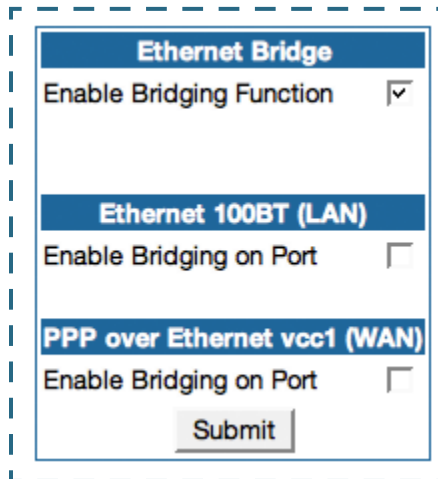 Ethernet Bridge
Enable Bridging Function
Ethernet 100BT (LAN)
Enable Bridging on Port
PPP over Ethernet vcc1 (WAN)
Enable Bridging on Port
Submit